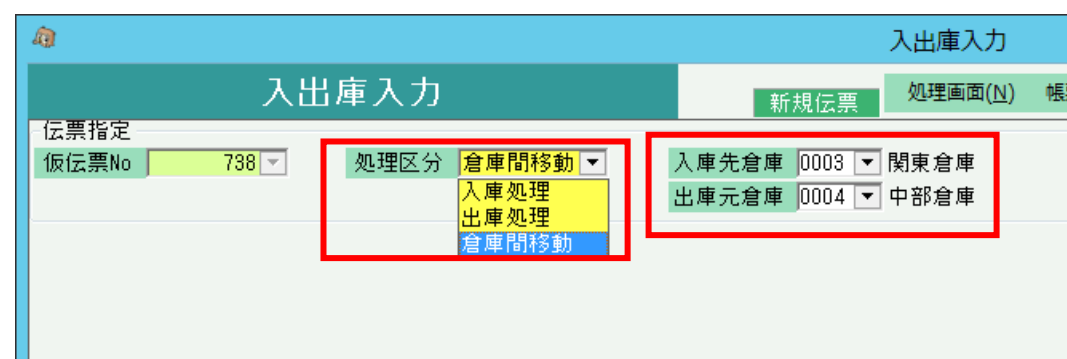 入出庫入力
入出庫入力
新規伝票 処理画面(N)
伝票指定
仮伝票No 738 処理区分 倉庫間移動 入庫先倉庫 0003 関東倉庫
入庫処理 出庫元倉庫 0004 中部倉庫
出庫処理
倉庫間移動